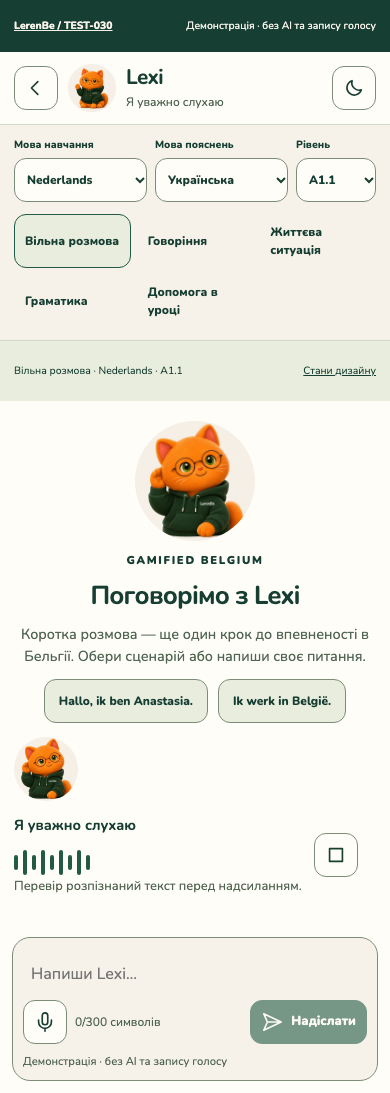 LerenBe / TEST-030
Демонстрація · без AI та запису голосу
Lexi
Я уважно слухаю
Мова навчання
Мова пояснень
Рівень
Nederlands
Українська
A1.1
Вільна розмова
Говоріння
Життєва
ситуація
Граматика
Допомога в
уроці
Вільна розмова · Nederlands · A1.1
Стани дизайну
GAMIFIED BELGIUM
Поговорімо з Lexi
Коротка розмова — ще один крок до впевненості в
Бельгії. Обери сценарій або напиши своє питання.
Hallo, ik ben Anastasia.
Ik werk in België.
Я уважно слухаю
Перевір розпізнаний текст перед надсиланням.
Напиши Lexi...
0/300 символів
Надіслати
Демонстрація · без AI та запису голосу